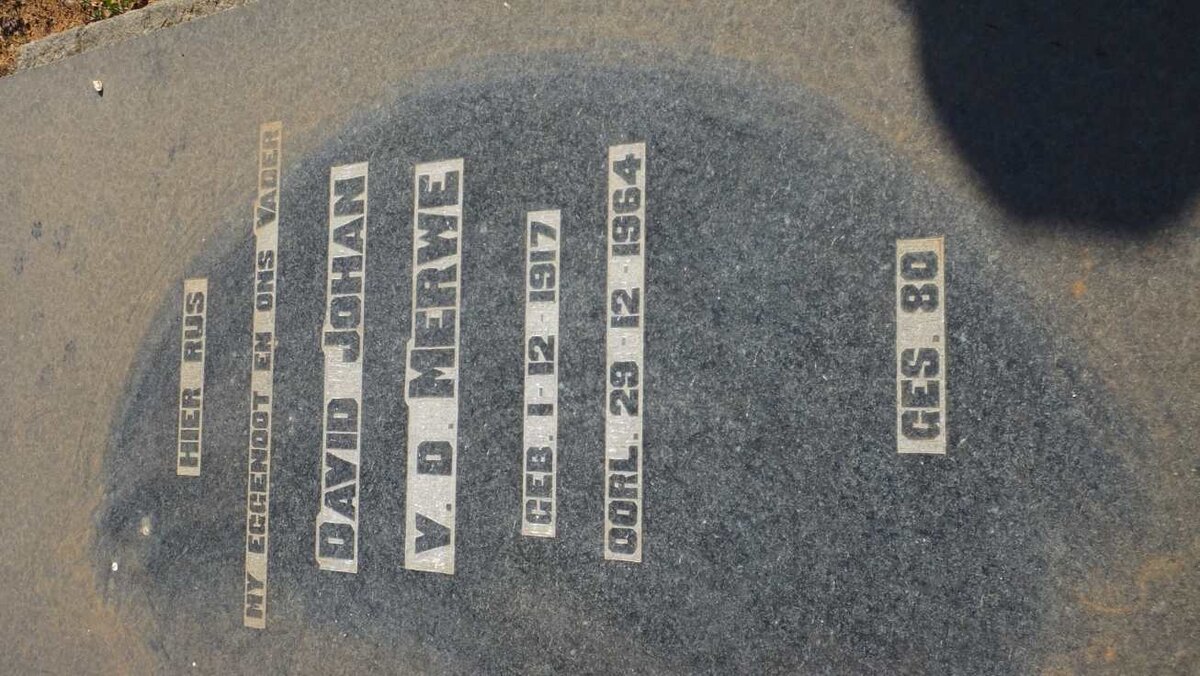 HIER RUS
MY EGGENOOT EN ONS VADER
DAVID JOHAN
V. D. MERWE
GEB. 1-12-1917
OORL. 29-12-1964
GES. 80